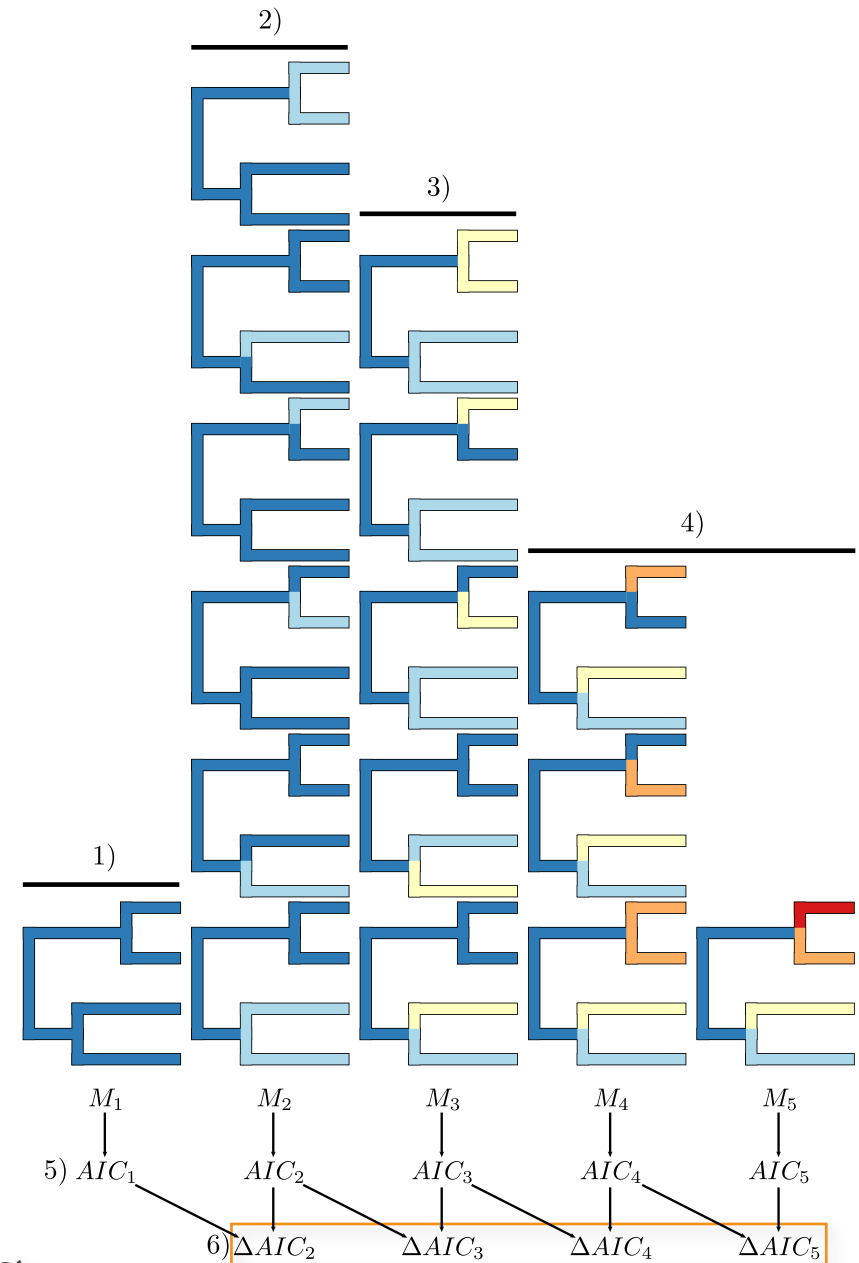 2)
3)
4)
1)
M₁ M₂ M₃ M₄ M₅
5) AIC₁ AIC₂ AIC₃ AIC₄ AIC₅
6) ΔAIC₂ ΔAIC₃ ΔAIC₄ ΔAIC₅